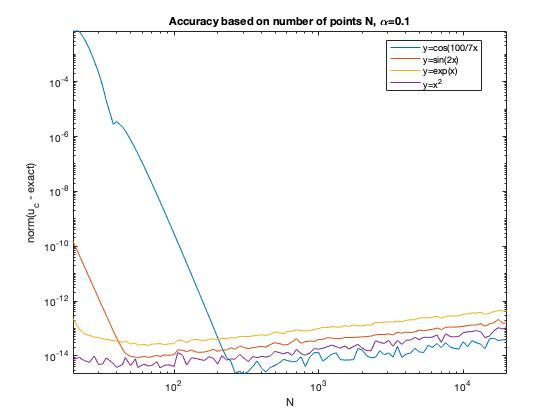 Accuracy based on number of points N, α=0.1
y=cos(100/7x
y=sin(2x)
y=exp(x)
y=x²
norm(u_c - exact)
10⁻⁴
10⁻⁶
10⁻⁸
10⁻¹⁰
10⁻¹²
10⁻¹⁴
10²
10³
10⁴
N